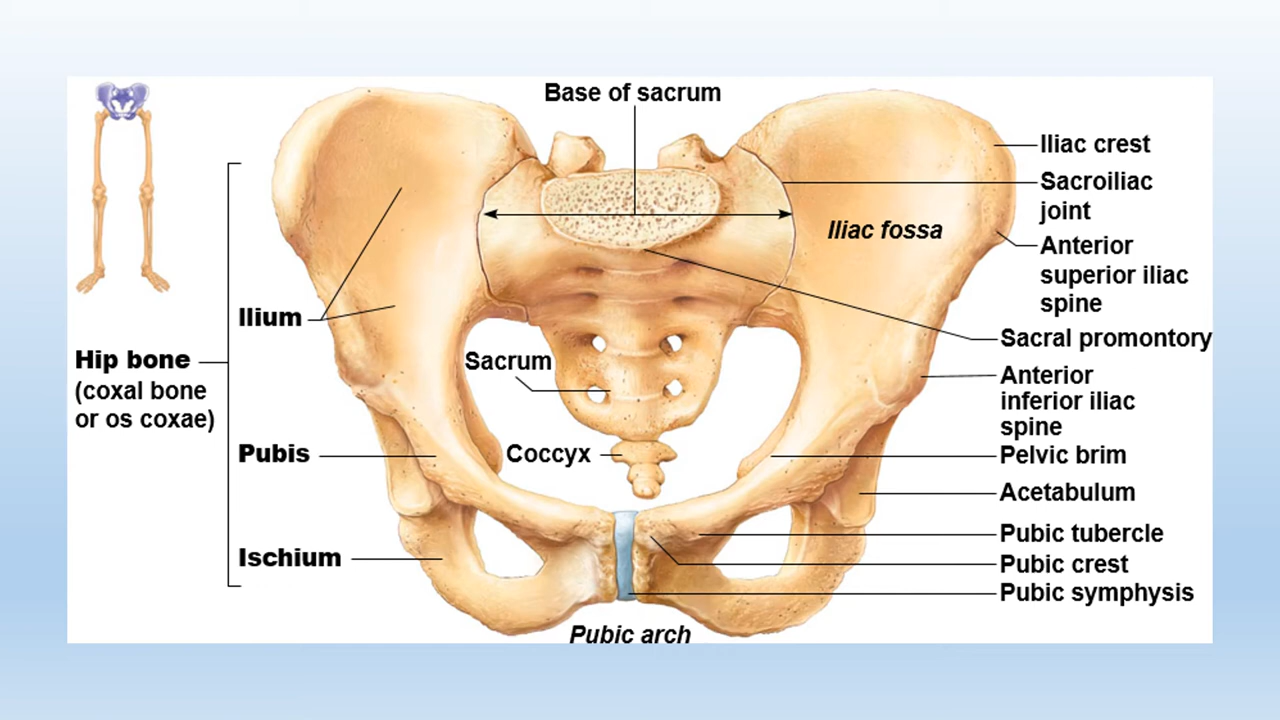 Base of sacrum
Iliac crest
Sacroiliac
joint
Iliac fossa
Anterior
superior iliac
spine
Ilium
Sacral promontory
Hip bone
(coxal bone
or os coxae)
Sacrum
Anterior
inferior iliac
spine
Pubis
Coccyx
Pelvic brim
Acetabulum
Pubic tubercle
Ischium
Pubic crest
Pubic symphysis
Pubic arch